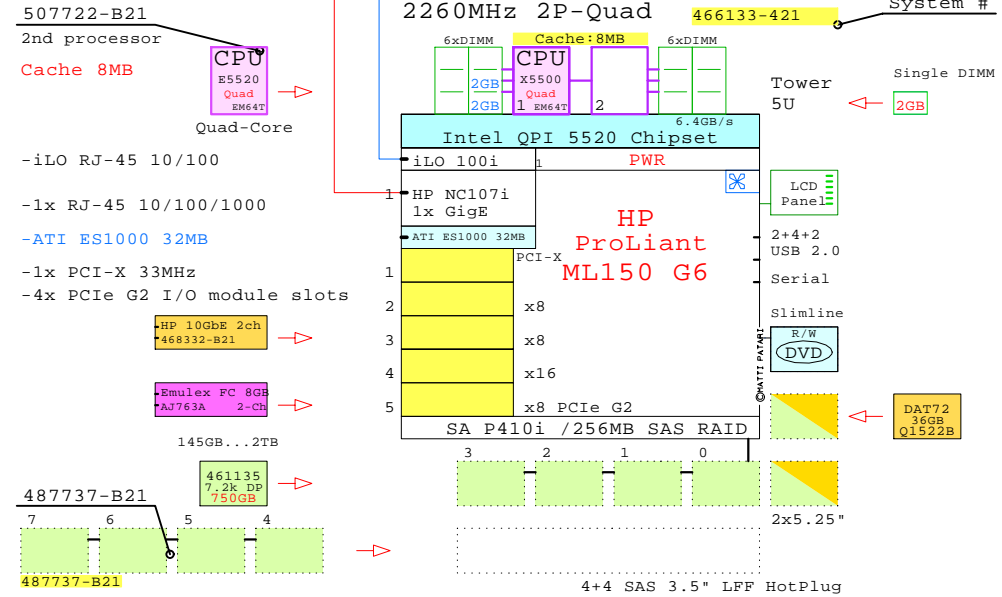 507722-B21
2260MHz 2P-Quad
466133-421
System #
2nd processor
Cache 8MB
CPU
E5520
Quad
EM64T
Quad-Core
6xDIMM
Cache:8MB
6xDIMM
2GB
2GB
CPU
X5500
Quad
1 EM64T
2
Tower
5U
Single DIMM
2GB
6.4GB/s
Intel QPI 5520 Chipset
-iLO RJ-45 10/100
iLO 100i
1
PWR
-1x RJ-45 10/100/1000
1
HP NC107i
1x GigE
LCD
Panel
-ATI ES1000 32MB
ATI ES1000 32MB
HP
ProLiant
ML150 G6
2+4+2
USB 2.0
Serial
-1x PCI-X 33MHz
-4x PCIe G2 I/O module slots
1
PCI-X
2
x8
3
x8
4
x16
5
x8 PCIe G2
Slimline
R/W
DVD
©MATTI PATARI
HP 10GbE 2ch
468332-B21
Emulex FC 8GB
AJ763A 2-Ch
DAT72
36GB
Q1522B
SA P410i /256MB SAS RAID
145GB...2TB
461135
7.2k DP
750GB
3 2 1 0
2x5.25"
487737-B21
7 6 5 4
487737-B21
4+4 SAS 3.5" LFF HotPlug